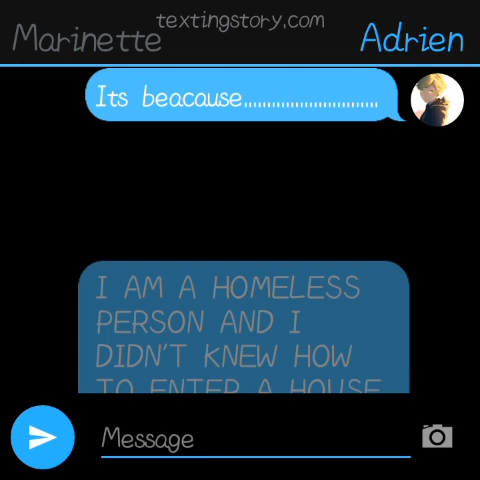 textingstory.com
Marinette
Adrien
Its beacause.............................
I AM A HOMELESS
PERSON AND I
DIDN'T KNEW HOW
TO ENTER A HOUSE
Message